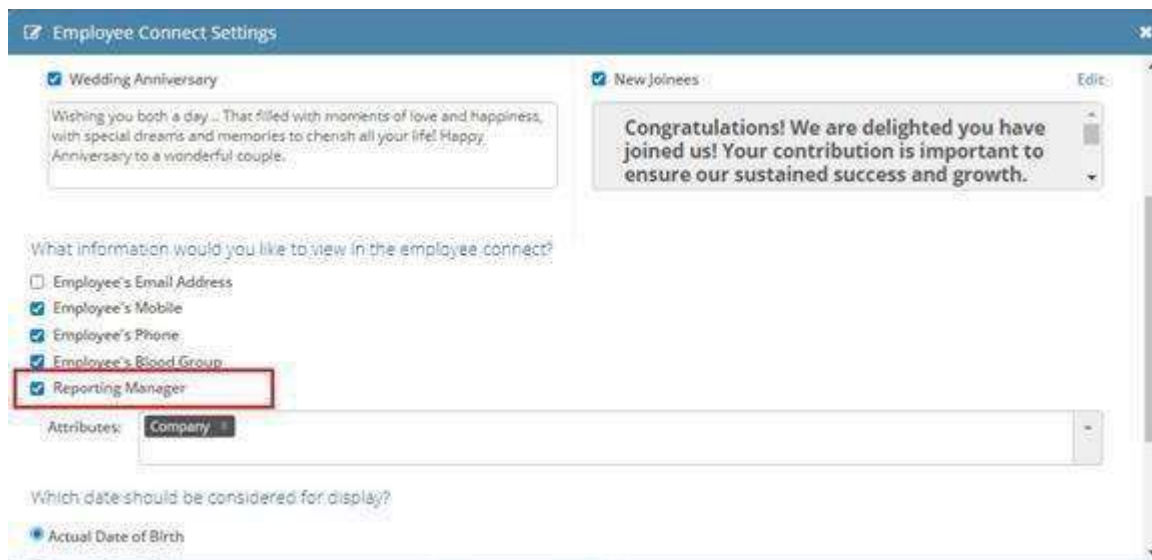 Employee Connect Settings
Wedding Anniversary
Wishing you both a day... That filled with moments of love and happiness,
with special dreams and memories to cherish all your life! Happy
Anniversary to a wonderful couple.
New Joinees
Edit
Congratulations! We are delighted you have
joined us! Your contribution is important to
ensure our sustained success and growth.
What information would you like to view in the employee connect?
Employee's Email Address
Employee's Mobile
Employee's Phone
Employee's Blood Group
Reporting Manager
Attributes: Company
Which date should be considered for display?
Actual Date of Birth